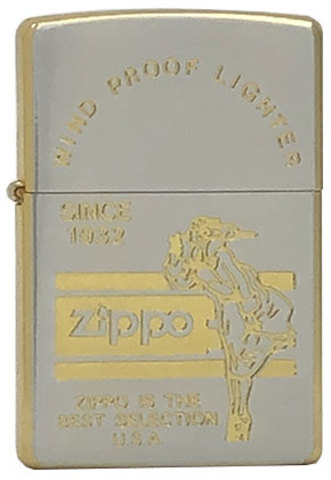 WIND PROOF LIGHTER
SINCE
1932
zippo
ZIPPO IS THE
BEST SELECTION
U.S.A.